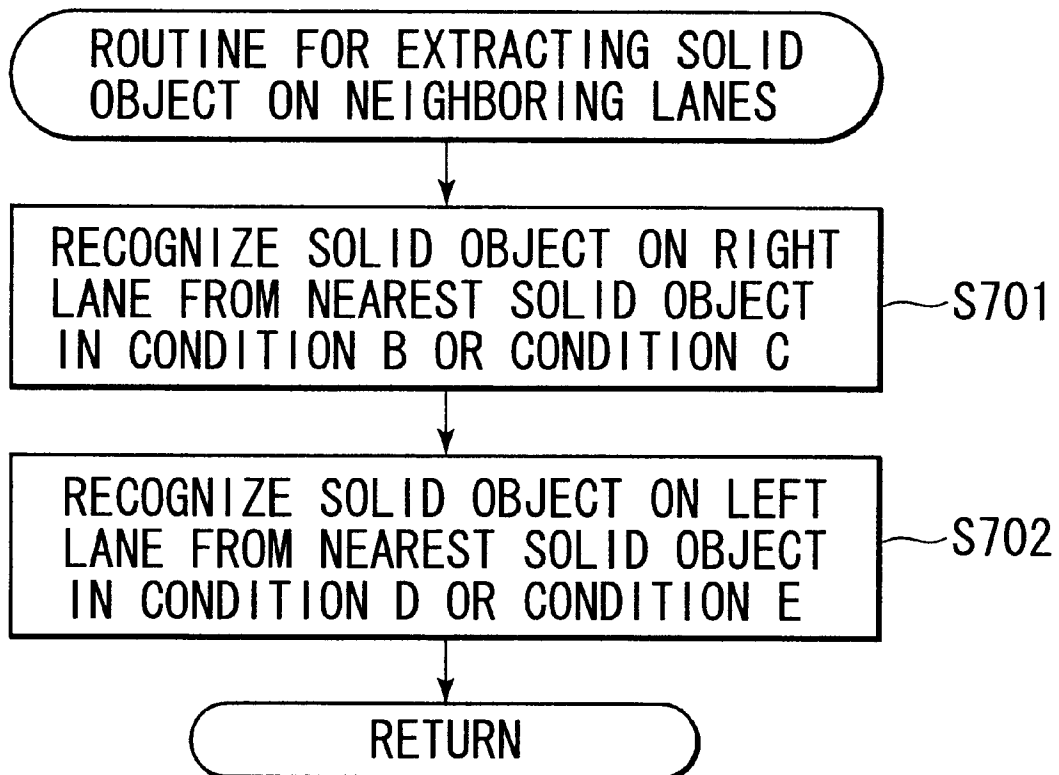 ROUTINE FOR EXTRACTING SOLID
OBJECT ON NEIGHBORING LANES
RECOGNIZE SOLID OBJECT ON RIGHT
LANE FROM NEAREST SOLID OBJECT
IN CONDITION B OR CONDITION C
S701
RECOGNIZE SOLID OBJECT ON LEFT
LANE FROM NEAREST SOLID OBJECT
IN CONDITION D OR CONDITION E
S702
RETURN